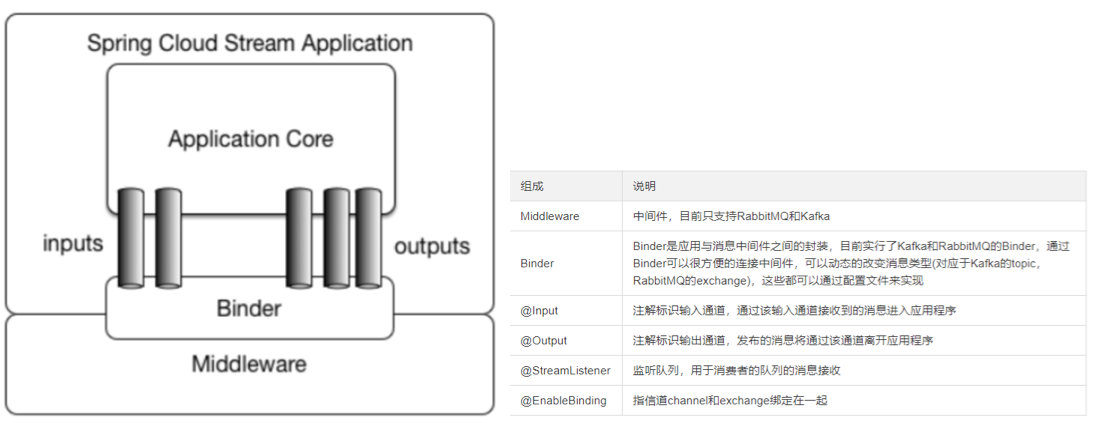 Spring Cloud Stream Application
Application Core
inputs
outputs
Binder
Middleware
组成 说明
Middleware 中间件，目前只支持RabbitMQ和Kafka
Binder Binder是应用与消息中间件之间的封装，目前实行了Kafka和RabbitMQ的Binder，通过
Binder可以很方便的连接中间件，可以动态的改变消息类型(对应于Kafka的topic，
RabbitMQ的exchange)，这些都可以通过配置文件来实现
@Input 注解标识输入通道，通过该输入通道接收到的消息进入应用程序
@Output 注解标识输出通道，发布的消息将通过该通道离开应用程序
@StreamListener 监听队列，用于消费者的队列的消息接收
@EnableBinding 指信道channel和exchange绑定在一起